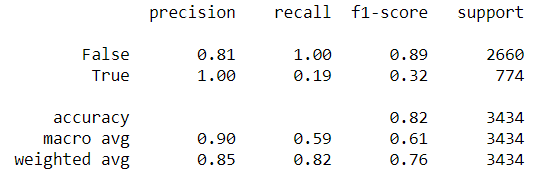 precision recall f1-score support
False 0.81 1.00 0.89 2660
True 1.00 0.19 0.32 774
accuracy 0.82 3434
macro avg 0.90 0.59 0.61 3434
weighted avg 0.85 0.82 0.76 3434